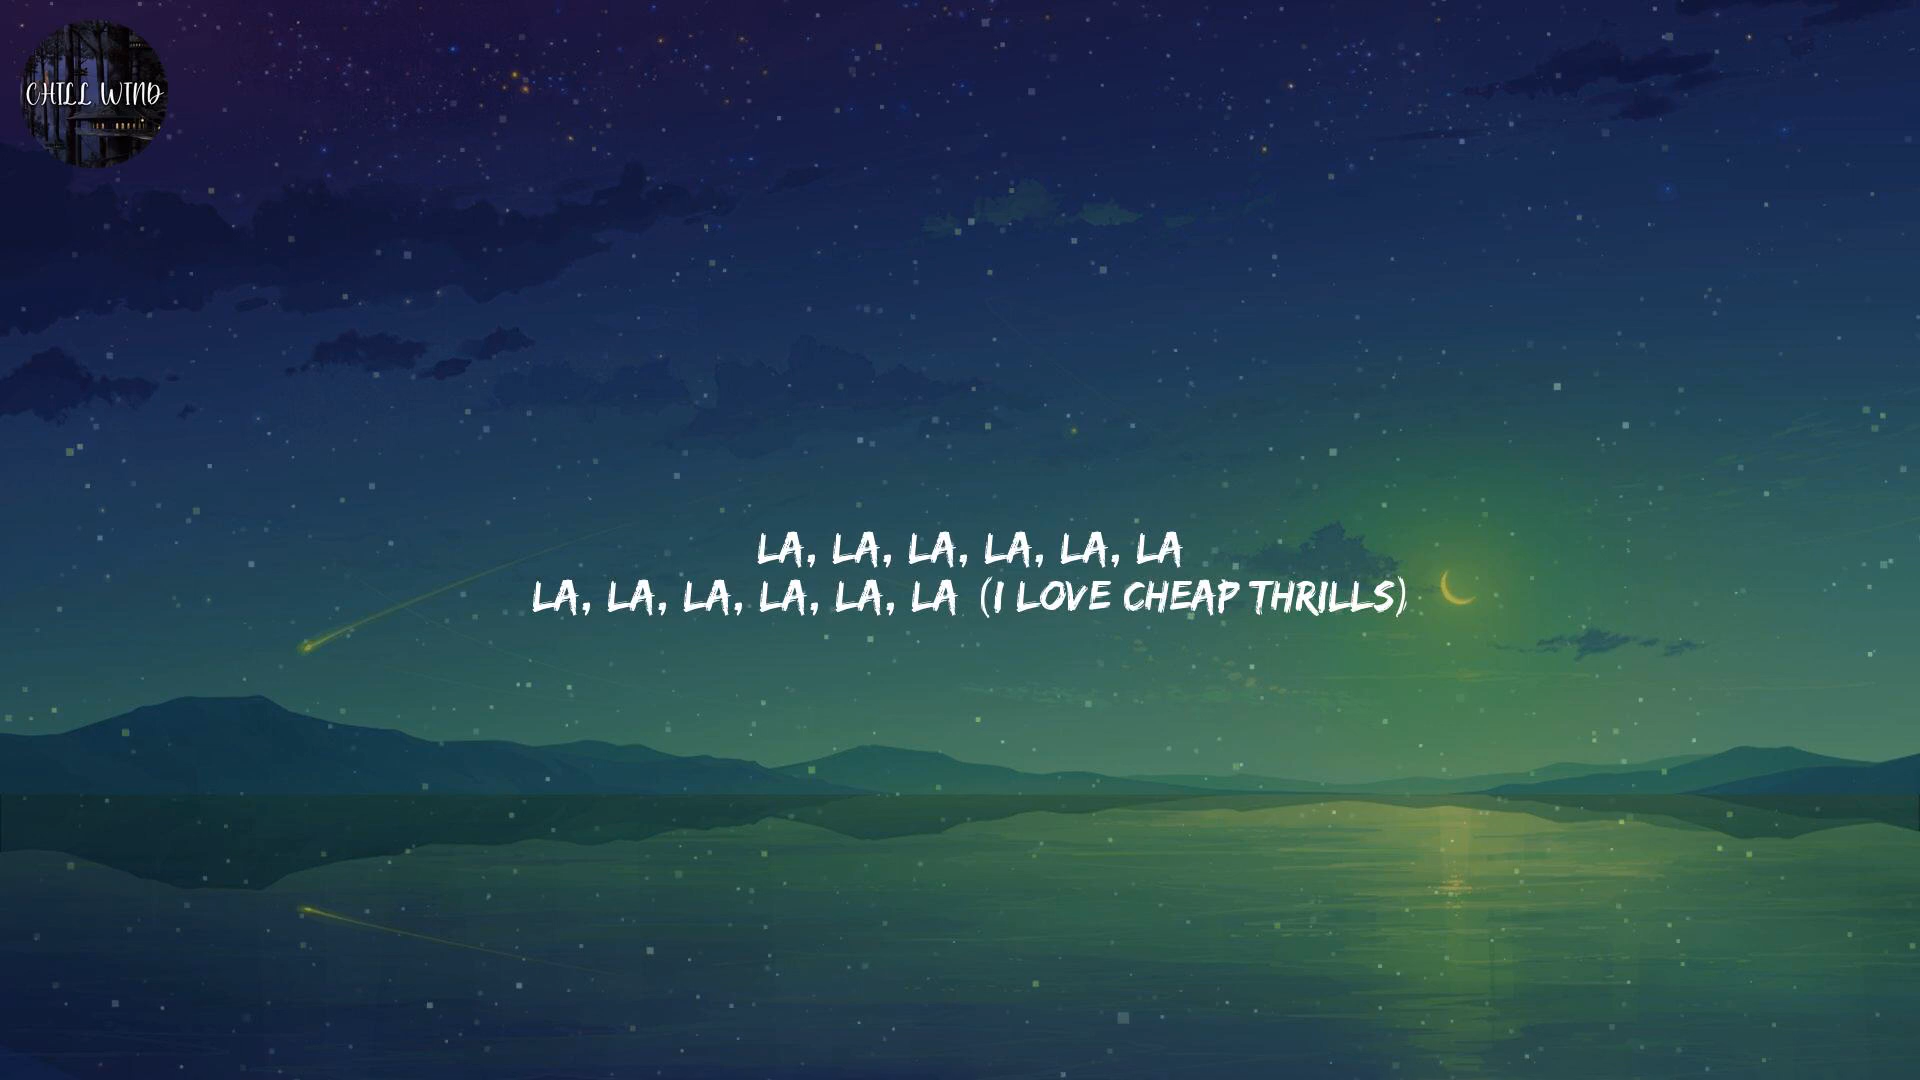 CHILL WIND
LA, LA, LA, LA, LA, LA
LA, LA, LA, LA, LA, LA (I LOVE CHEAP THRILLS)